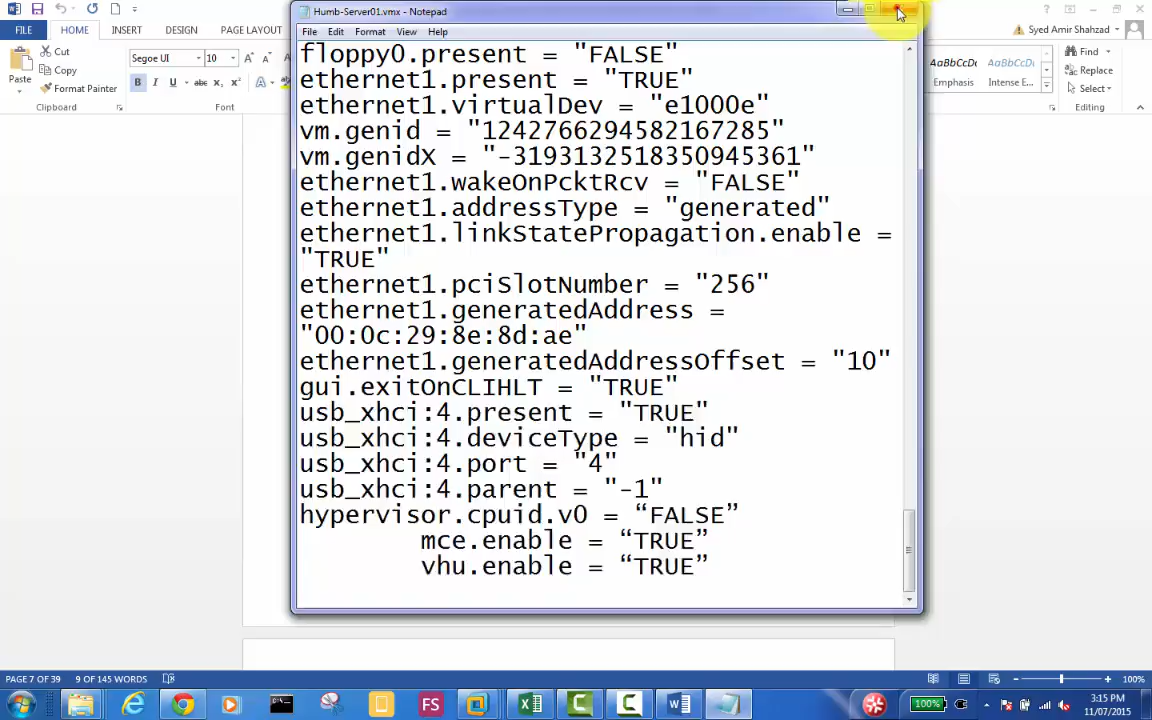 Humb-Server01.vmx - Notepad
FILE HOME INSERT DESIGN PAGE LAYOUT
Syed Amir Shahzad
File Edit Format View Help
Cut
Copy
Format Painter
Paste
Clipboard
Segoe UI 10
B I U abc x₂
Font
AaBbCcDc AaBbCcDc
Emphasis Intense E...
Find
Replace
Select
Editing
floppy0.present = "FALSE"
ethernet1.present = "TRUE"
ethernet1.virtualDev = "e1000e"
vm.genid = "1242766294582167285"
vm.genidX = "-3193132518350945361"
ethernet1.wakeOnPcktRcv = "FALSE"
ethernet1.addressType = "generated"
ethernet1.linkStatePropagation.enable =
"TRUE"
ethernet1.pciSlotNumber = "256"
ethernet1.generatedAddress =
"00:0c:29:8e:8d:ae"
ethernet1.generatedAddressOffset = "10"
gui.exitOnCLIHLT = "TRUE"
usb_xhci:4.present = "TRUE"
usb_xhci:4.deviceType = "hid"
usb_xhci:4.port = "4"
usb_xhci:4.parent = "-1"
hypervisor.cpuid.v0 = “FALSE”
mce.enable = “TRUE”
vhu.enable = “TRUE”
PAGE 7 OF 39 9 OF 145 WORDS
100%
FS
100%
3:15 PM
11/07/2015